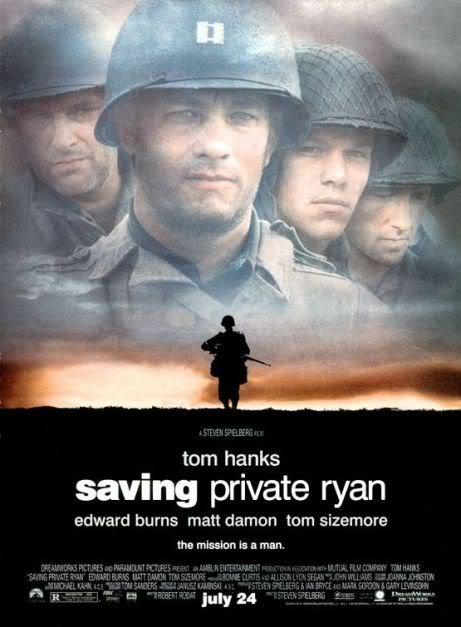 A STEVEN SPIELBERG FILM
tom hanks
saving private ryan
edward burns matt damon tom sizemore
the mission is a man.
DREAMWORKS PICTURES AND PARAMOUNT PICTURES PRESENT AN AMBLIN ENTERTAINMENT PRODUCTION IN ASSOCIATION WITH MUTUAL FILM COMPANY TOM HANKS
"SAVING PRIVATE RYAN" EDWARD BURNS MATT DAMON TOM SIZEMORE BONNIE CURTIS AND ALLISON LYON SEGAN JOHN WILLIAMS JOANNA JOHNSTON
MICHAEL KAHN, A.C.E. TOM SANDERS JANUSZ KAMINSKI A.S.C. STEVEN SPIELBERG & IAN BRYCE AND MARK GORDON & GARY LEVINSOHN
R ROBERT RODAT july 24 DREAMWORKS
PICTURES